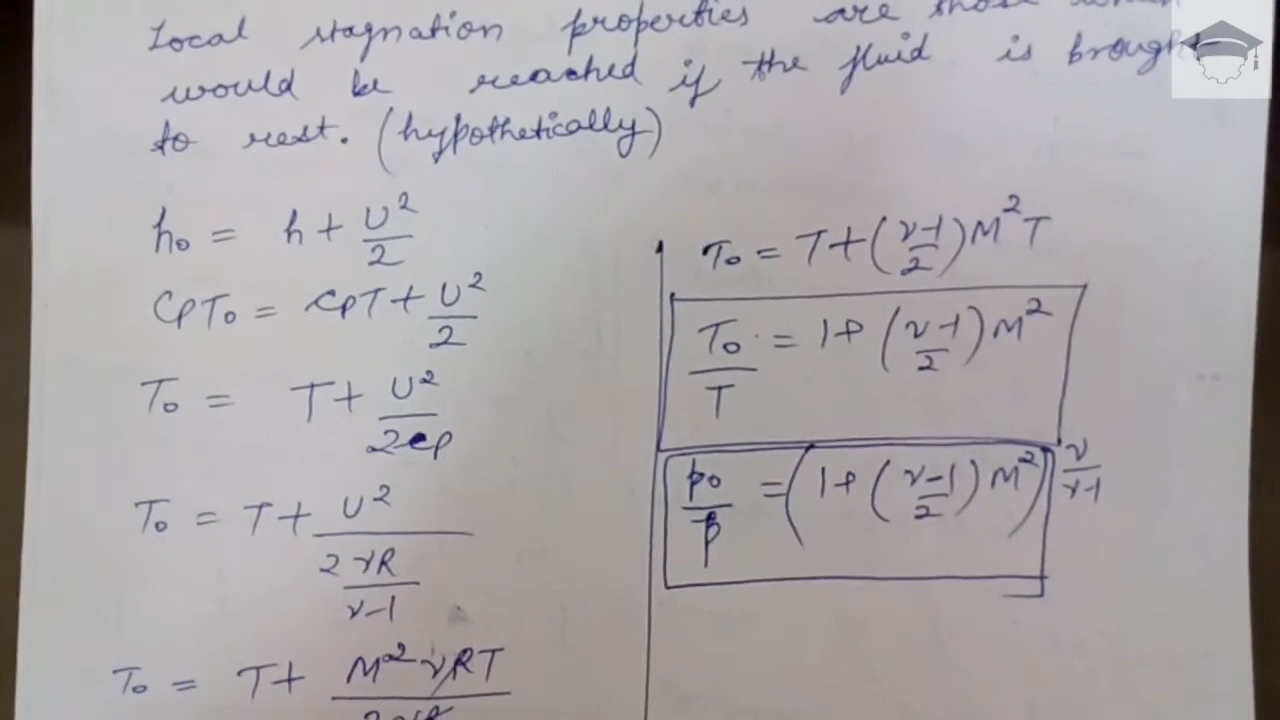 Local stagnation properties are those which
would be reached if the fluid is brought
to rest. (hypothetically)
h₀ = h + U²/2
CpT₀ = CpT + U²/2
T₀ = T + U²/2Cp
T₀ = T + U²/(2γR/(γ-1))
T₀ = T + M²γRT
T₀ = T + ((γ-1)/2)M²T
T₀/T = 1 + ((γ-1)/2)M²
p₀/p = (1 + ((γ-1)/2)M²)^(γ/(γ-1))